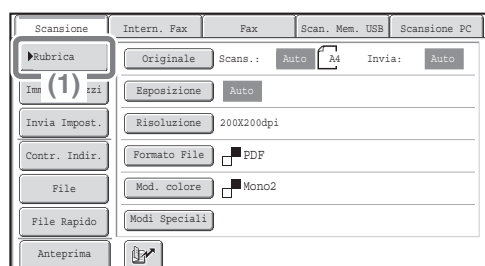 Scansione Intern. Fax Fax Scan. Mem. USB Scansione PC
Rubrica
Originale Scans.: Auto A4 Invia: Auto
(1)
Esposizione Auto
Invia Impost. Risoluzione 200X200dpi
Contr. Indir. Formato File PDF
File Mod. colore Mono2
File Rapido Modi Speciali
Anteprima